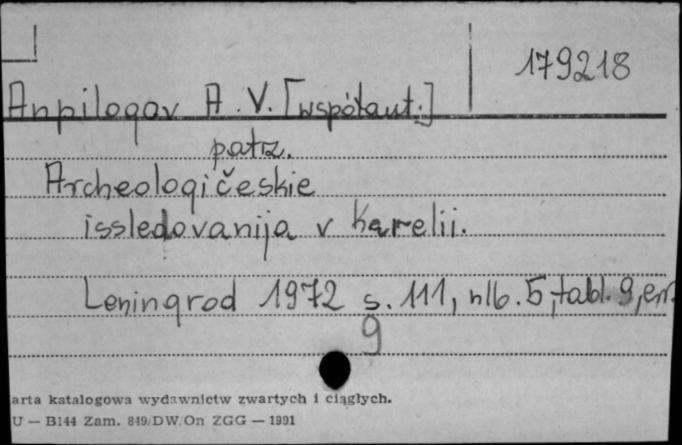 179218
Anpilogov A. V. [współaut.]
patrz.
Archeologičeskie
issledovanija v Karelii.
Leningrod 1972 s. 111, nlb. 5, tabl. 9, err.
9
arta katalogowa wydawnictw zwartych i ciągłych.
U — B144 Zam. 849/DW/On ZGG — 1991